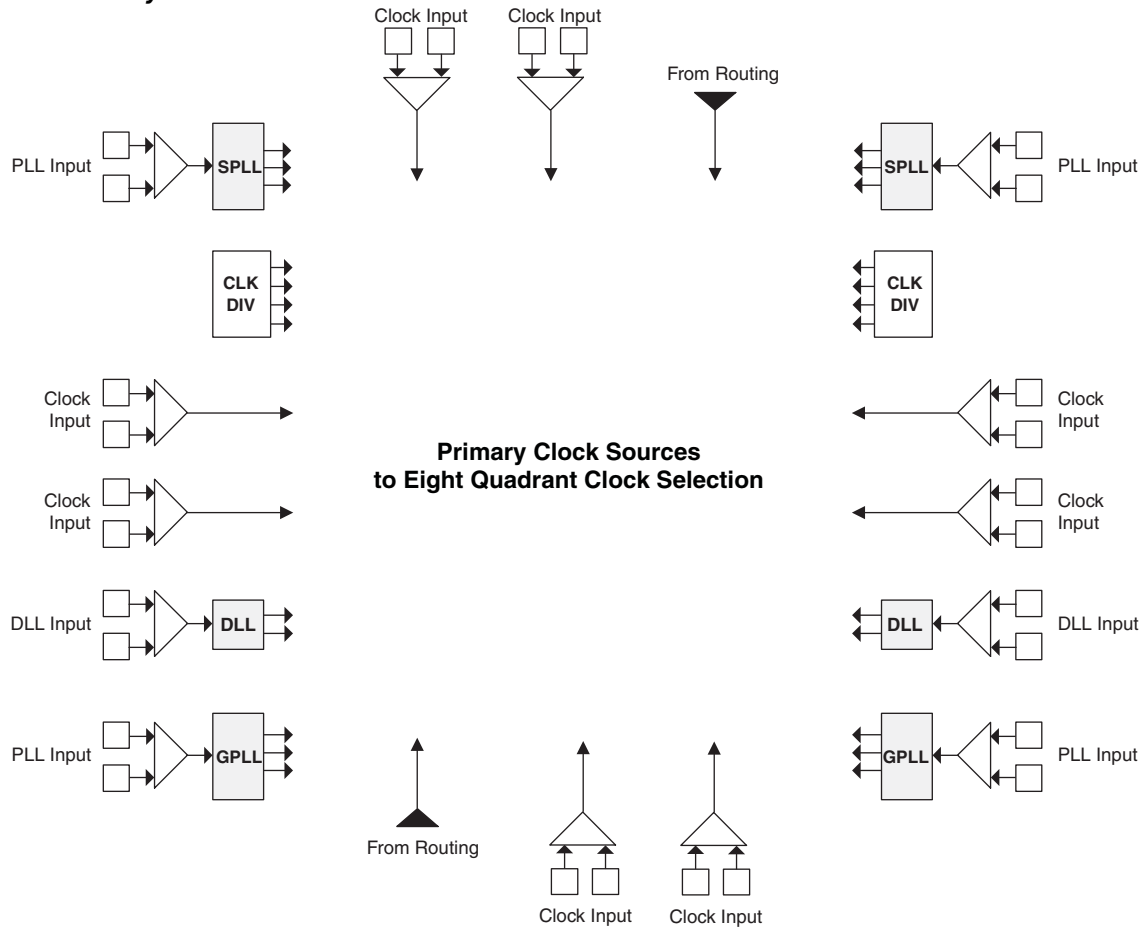 Clock Input
Clock Input
From Routing
PLL Input
SPLL
SPLL
PLL Input
CLK
DIV
CLK
DIV
Clock
Input
Clock
Input
Primary Clock Sources
to Eight Quadrant Clock Selection
Clock
Input
Clock
Input
DLL Input
DLL
DLL
DLL Input
PLL Input
GPLL
GPLL
PLL Input
From Routing
Clock Input
Clock Input